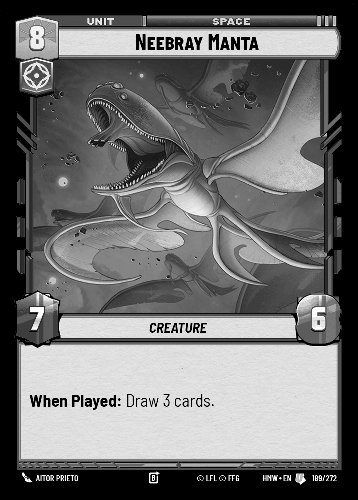 UNIT
SPACE
8
NEEBRAY MANTA
7
6
CREATURE
When Played: Draw 3 cards.
AITOR PRIETO
© LFL © FFG
HMW • EN
189/272